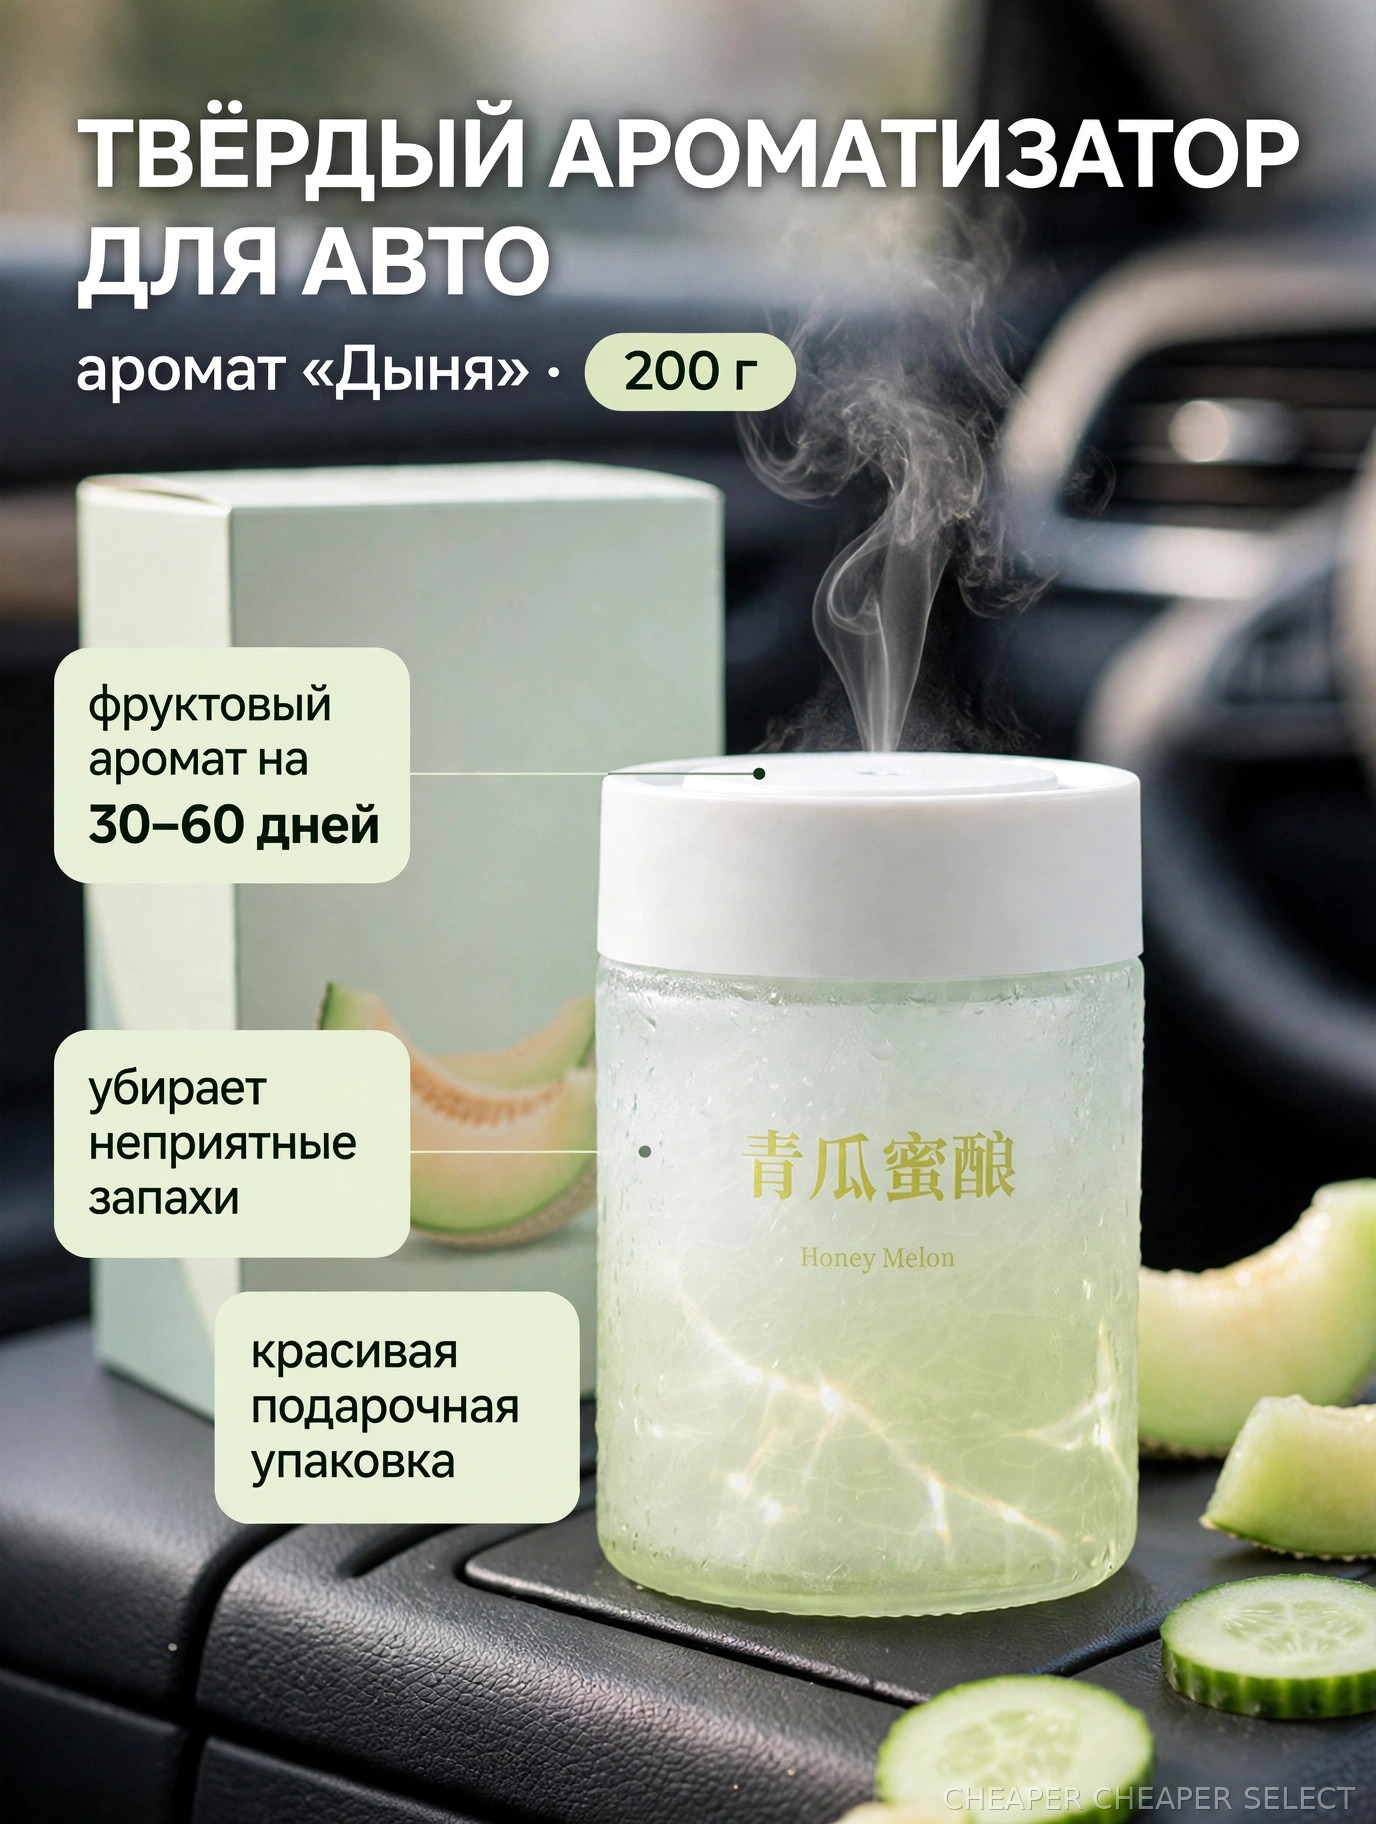 ТВЁРДЫЙ АРОМАТИЗАТОР
ДЛЯ АВТО
аромат «Дыня» · 200 г
фруктовый
аромат на
30–60 дней
убирает
неприятные
запахи
красивая
подарочная
упаковка
青瓜蜜酿
Honey Melon
CHEAPER CHEAPER SELECT